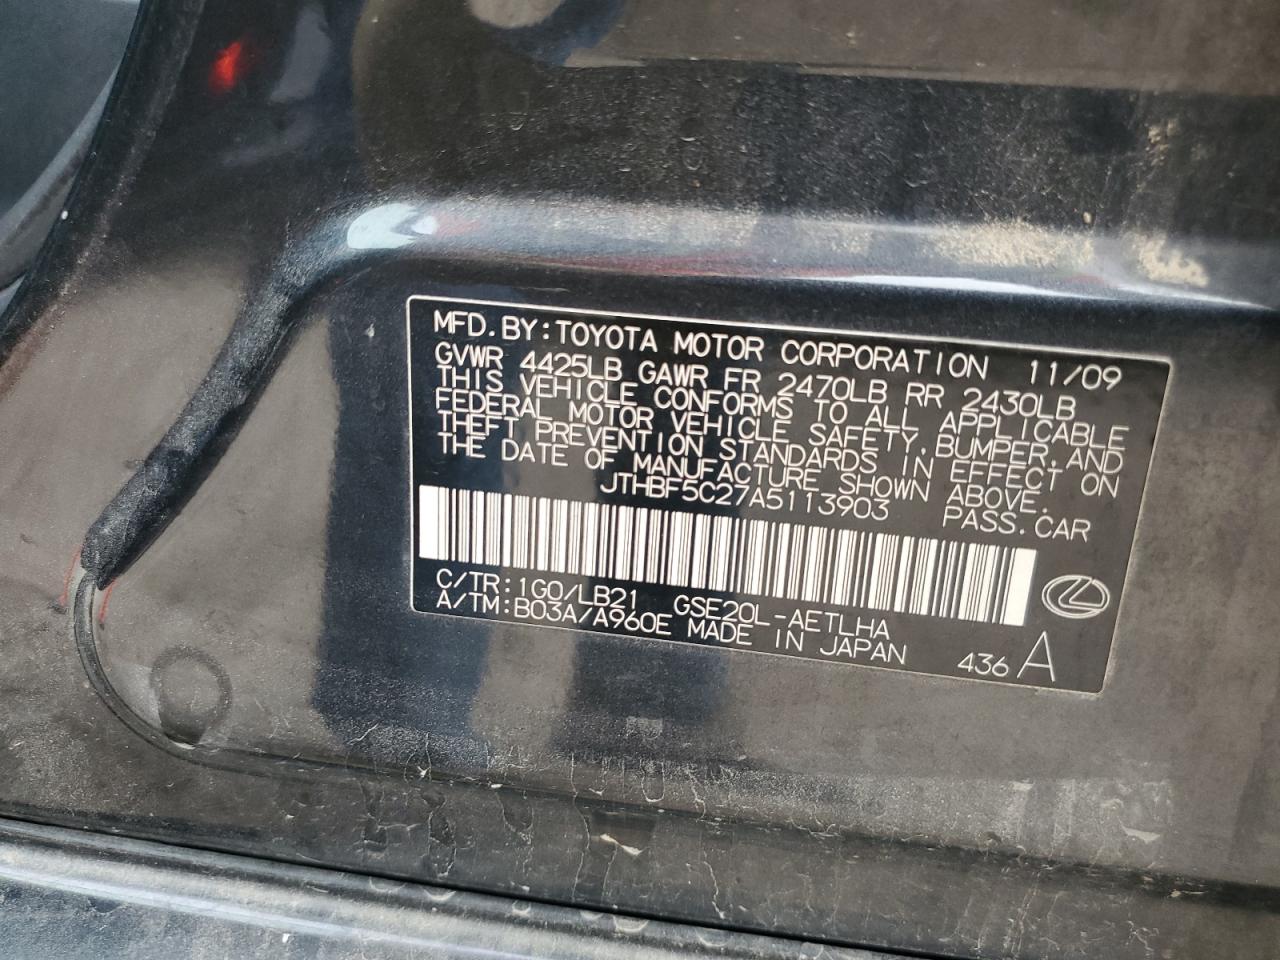 MFD.BY:TOYOTA MOTOR CORPORATION 11/09
GVWR 4425LB GAWR FR 2470LB RR 2430LB
THIS VEHICLE CONFORMS TO ALL APPLICABLE
FEDERAL MOTOR VEHICLE SAFETY,BUMPER,AND
THEFT PREVENTION STANDARDS IN EFFECT ON
THE DATE OF MANUFACTURE SHOWN ABOVE.
JTHBF5C27A5113903 PASS.CAR
C/TR:1G0/LB21 GSE20L-AETLHA
A/TM:B03A/A960E MADE IN JAPAN
436 A